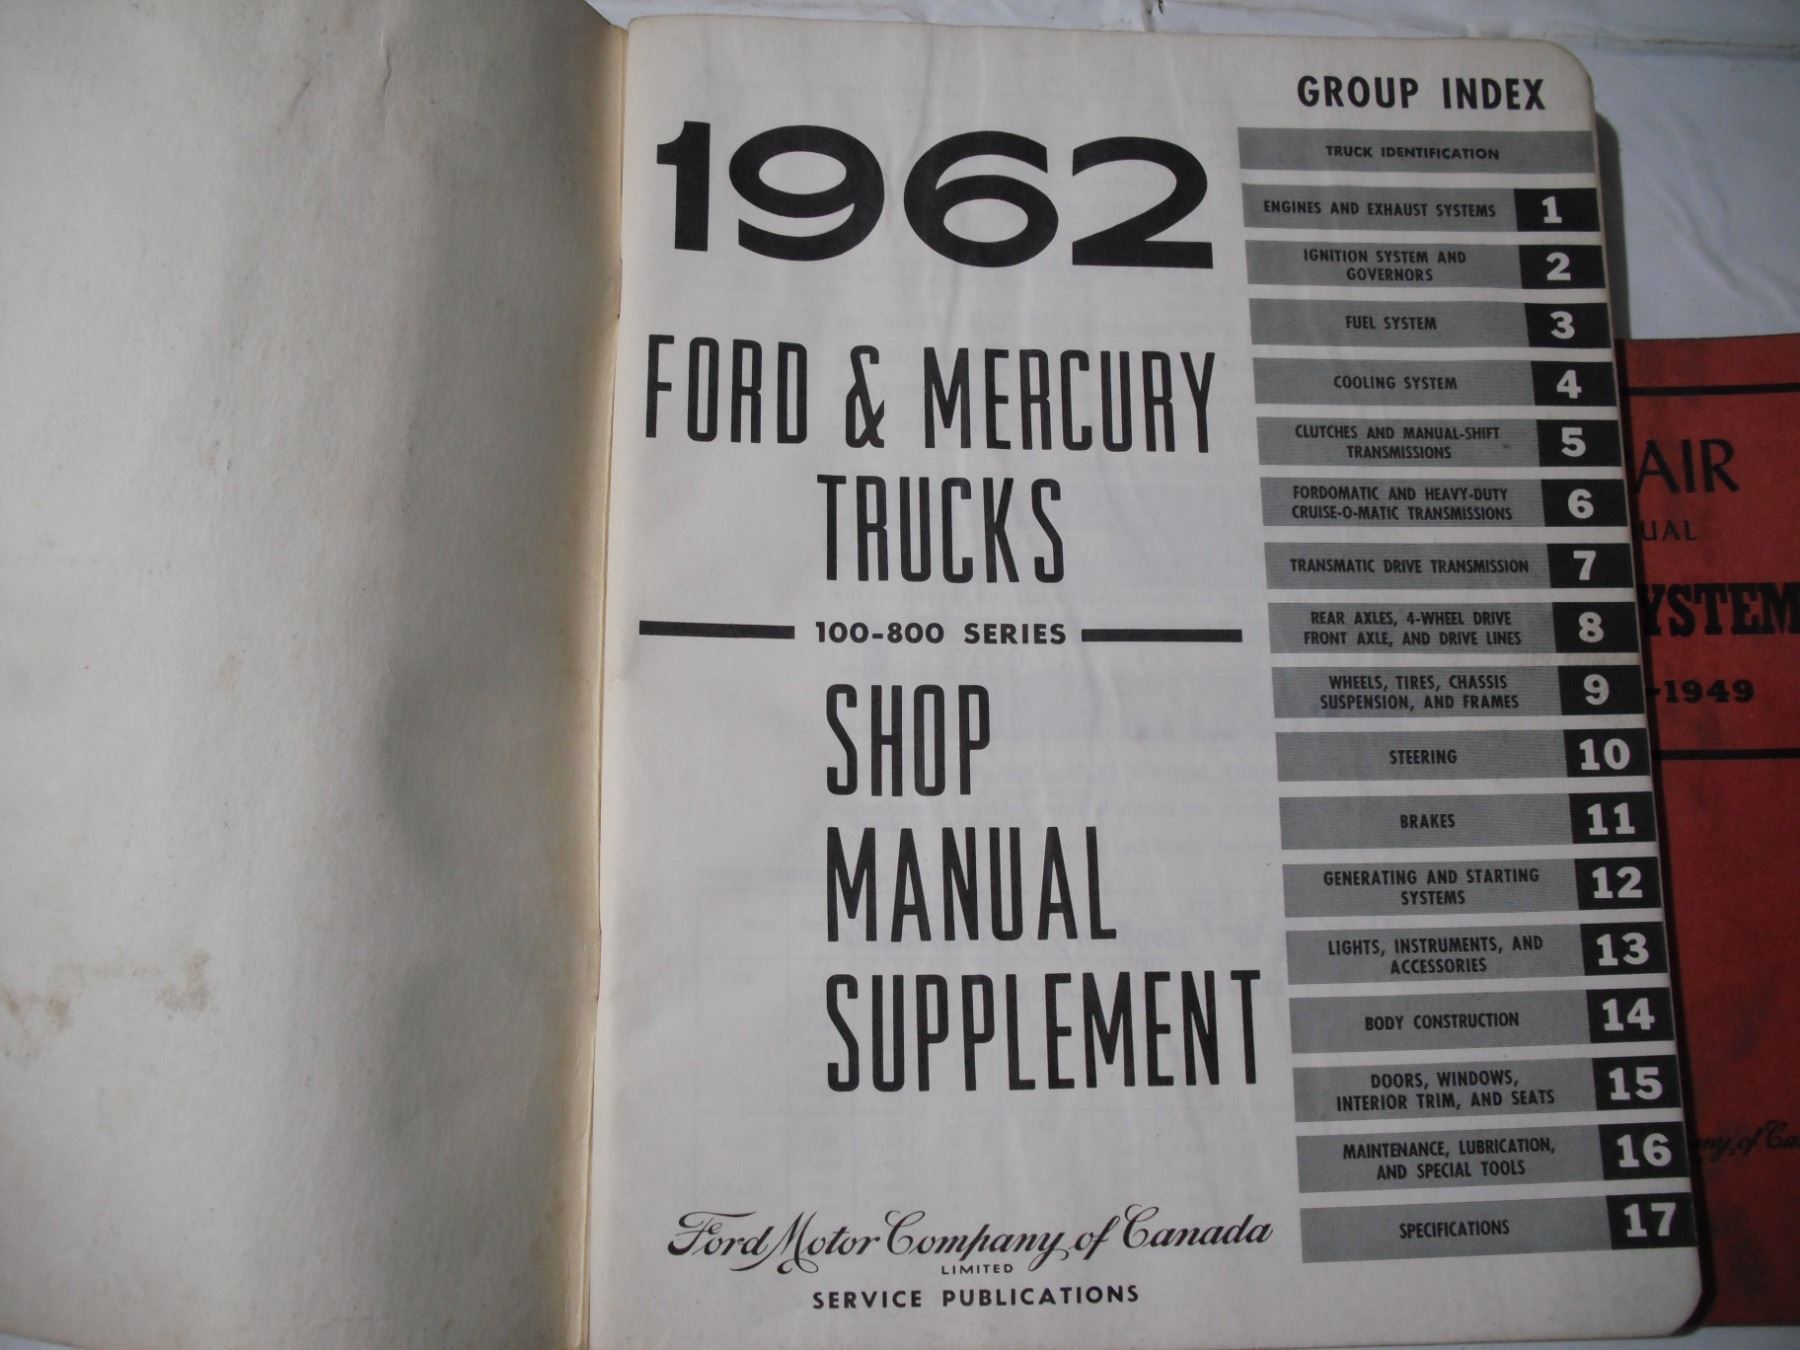 1962
FORD & MERCURY
TRUCKS
100-800 SERIES
SHOP
MANUAL
SUPPLEMENT
Ford Motor Company of Canada
LIMITED
SERVICE PUBLICATIONS
GROUP INDEX
TRUCK IDENTIFICATION
ENGINES AND EXHAUST SYSTEMS 1
IGNITION SYSTEM AND
GOVERNORS 2
FUEL SYSTEM 3
COOLING SYSTEM 4
CLUTCHES AND MANUAL-SHIFT
TRANSMISSIONS 5
FORDOMATIC AND HEAVY-DUTY
CRUISE-O-MATIC TRANSMISSIONS 6
TRANSMATIC DRIVE TRANSMISSION 7
REAR AXLES, 4-WHEEL DRIVE
FRONT AXLE, AND DRIVE LINES 8
WHEELS, TIRES, CHASSIS
SUSPENSION, AND FRAMES 9
STEERING 10
BRAKES 11
GENERATING AND STARTING
SYSTEMS 12
LIGHTS, INSTRUMENTS, AND
ACCESSORIES 13
BODY CONSTRUCTION 14
DOORS, WINDOWS,
INTERIOR TRIM, AND SEATS 15
MAINTENANCE, LUBRICATION,
AND SPECIAL TOOLS 16
SPECIFICATIONS 17
AIR
UAL
YSTEM
-1949
ny of Ca